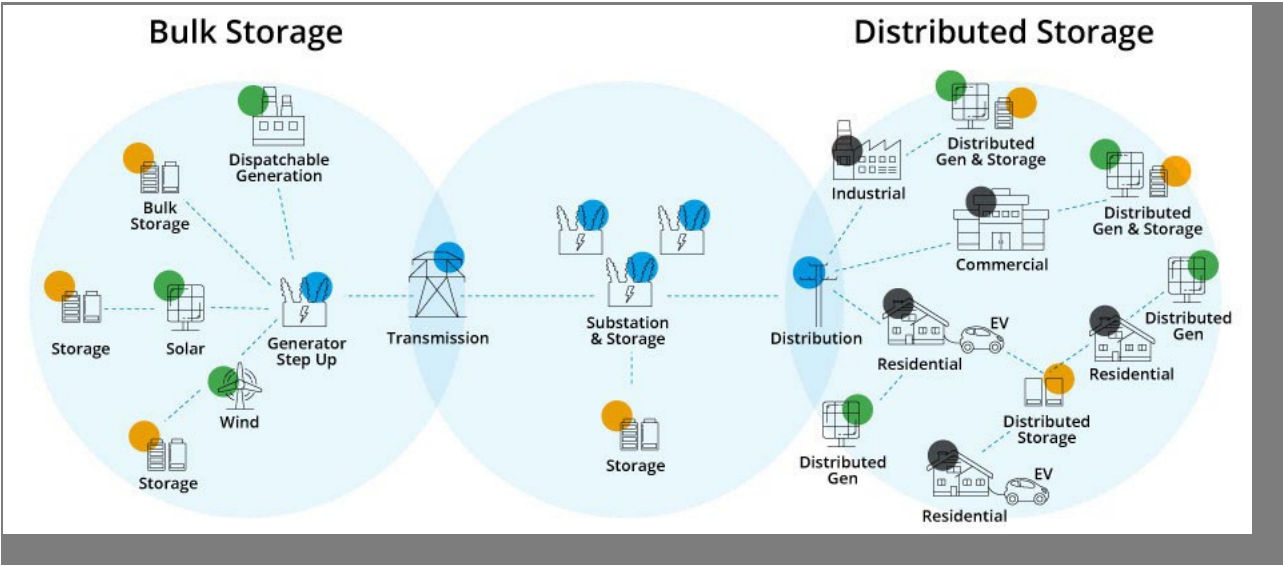 Bulk Storage
Distributed Storage
Dispatchable
Generation
Bulk
Storage
Storage
Solar
Generator
Step Up
Wind
Storage
Transmission
Substation
& Storage
Storage
Distribution
Industrial
Distributed
Gen & Storage
Commercial
Distributed
Gen & Storage
Residential
EV
Distributed
Gen
Residential
Distributed
Storage
Distributed
Gen
Residential
EV